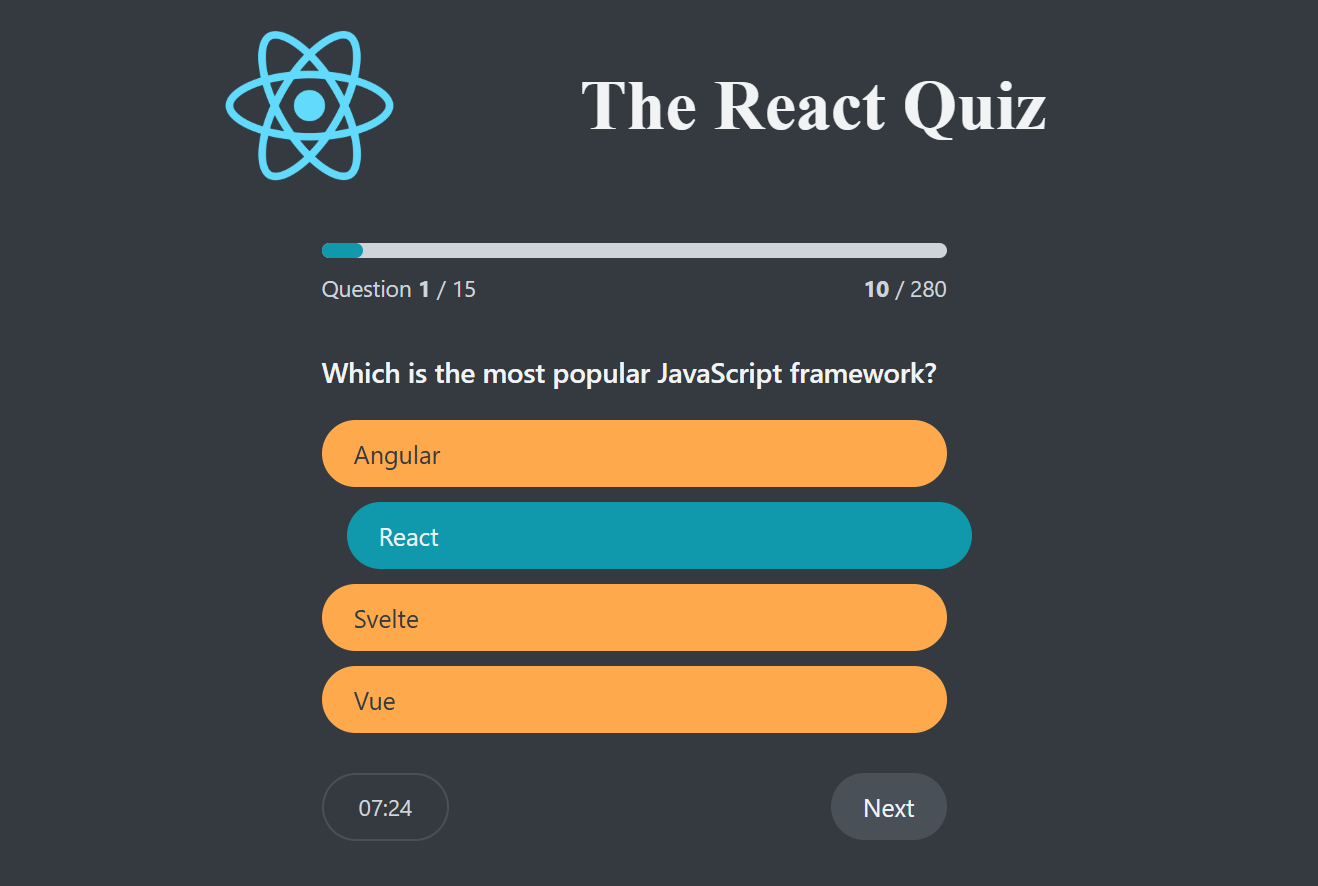 The React Quiz
Question 1 / 15
10 / 280
Which is the most popular JavaScript framework?
Angular
React
Svelte
Vue
07:24
Next